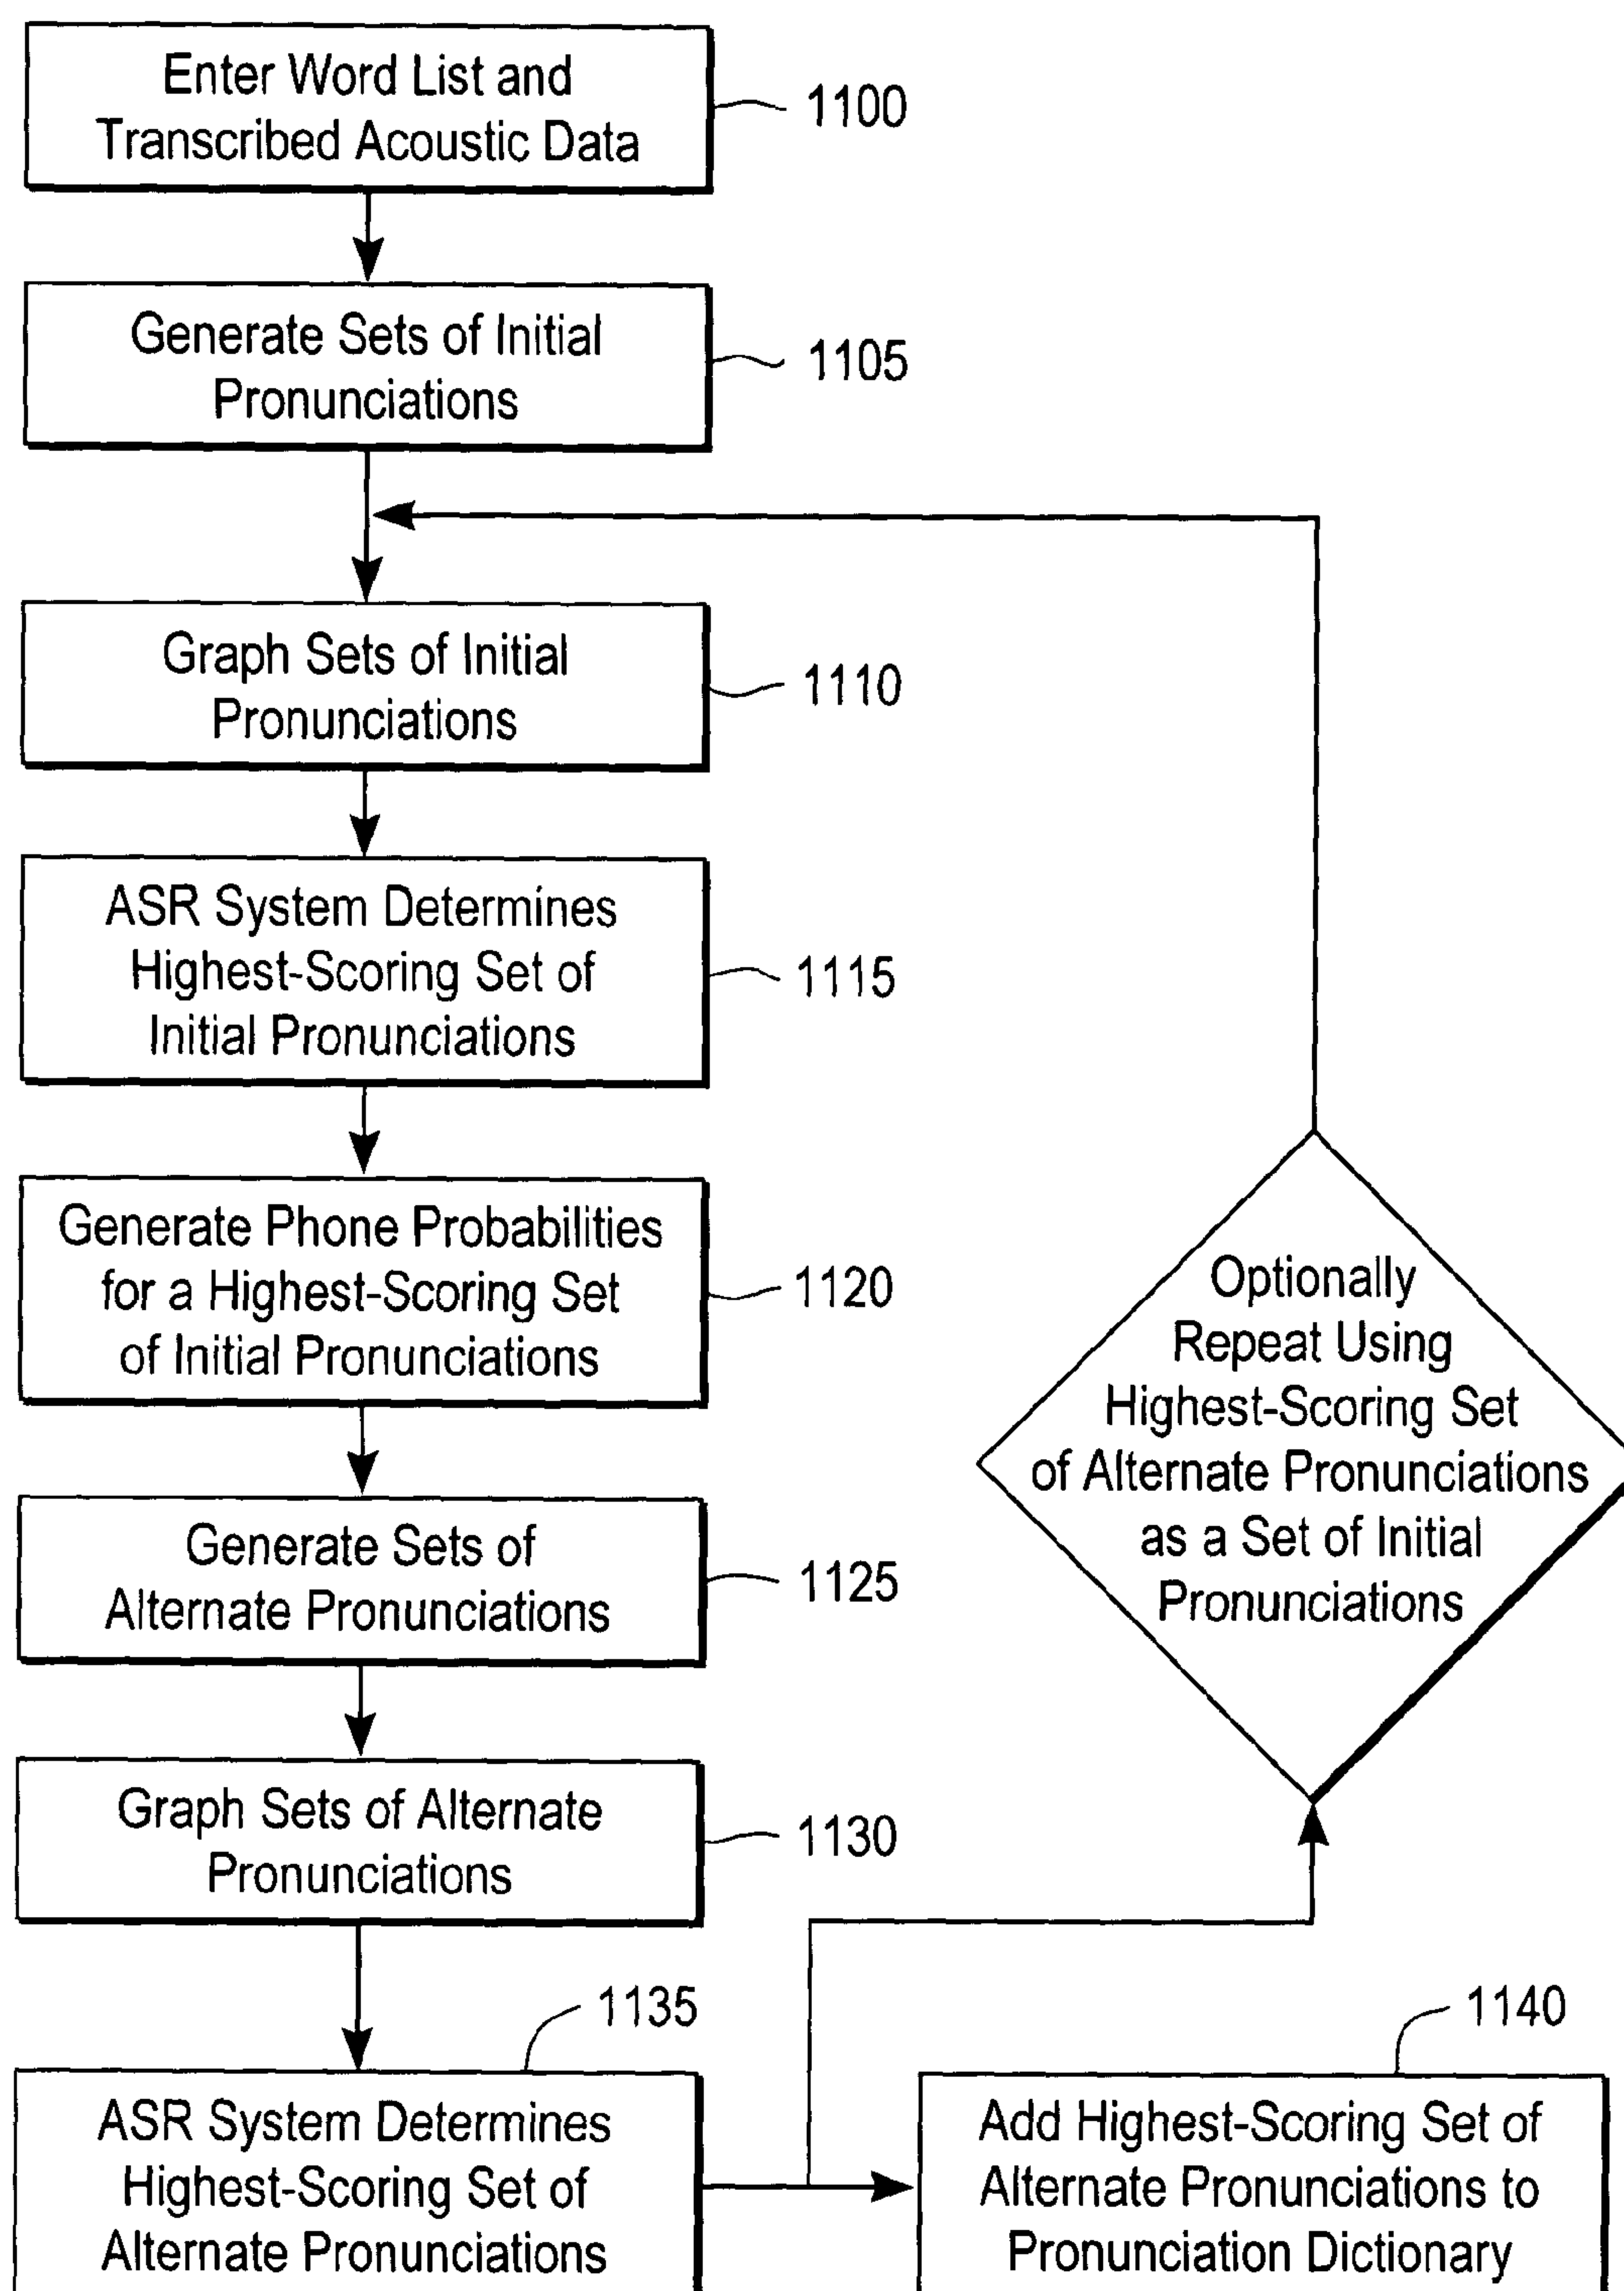 Enter Word List and
Transcribed Acoustic Data
1100
Generate Sets of Initial
Pronunciations
1105
Graph Sets of Initial
Pronunciations
1110
ASR System Determines
Highest-Scoring Set of
Initial Pronunciations
1115
Generate Phone Probabilities
for a Highest-Scoring Set
of Initial Pronunciations
1120
Generate Sets of
Alternate Pronunciations
1125
Graph Sets of Alternate
Pronunciations
1130
Optionally
Repeat Using
Highest-Scoring Set
of Alternate Pronunciations
as a Set of Initial
Pronunciations
1135
ASR System Determines
Highest-Scoring Set of
Alternate Pronunciations
1140
Add Highest-Scoring Set of
Alternate Pronunciations to
Pronunciation Dictionary